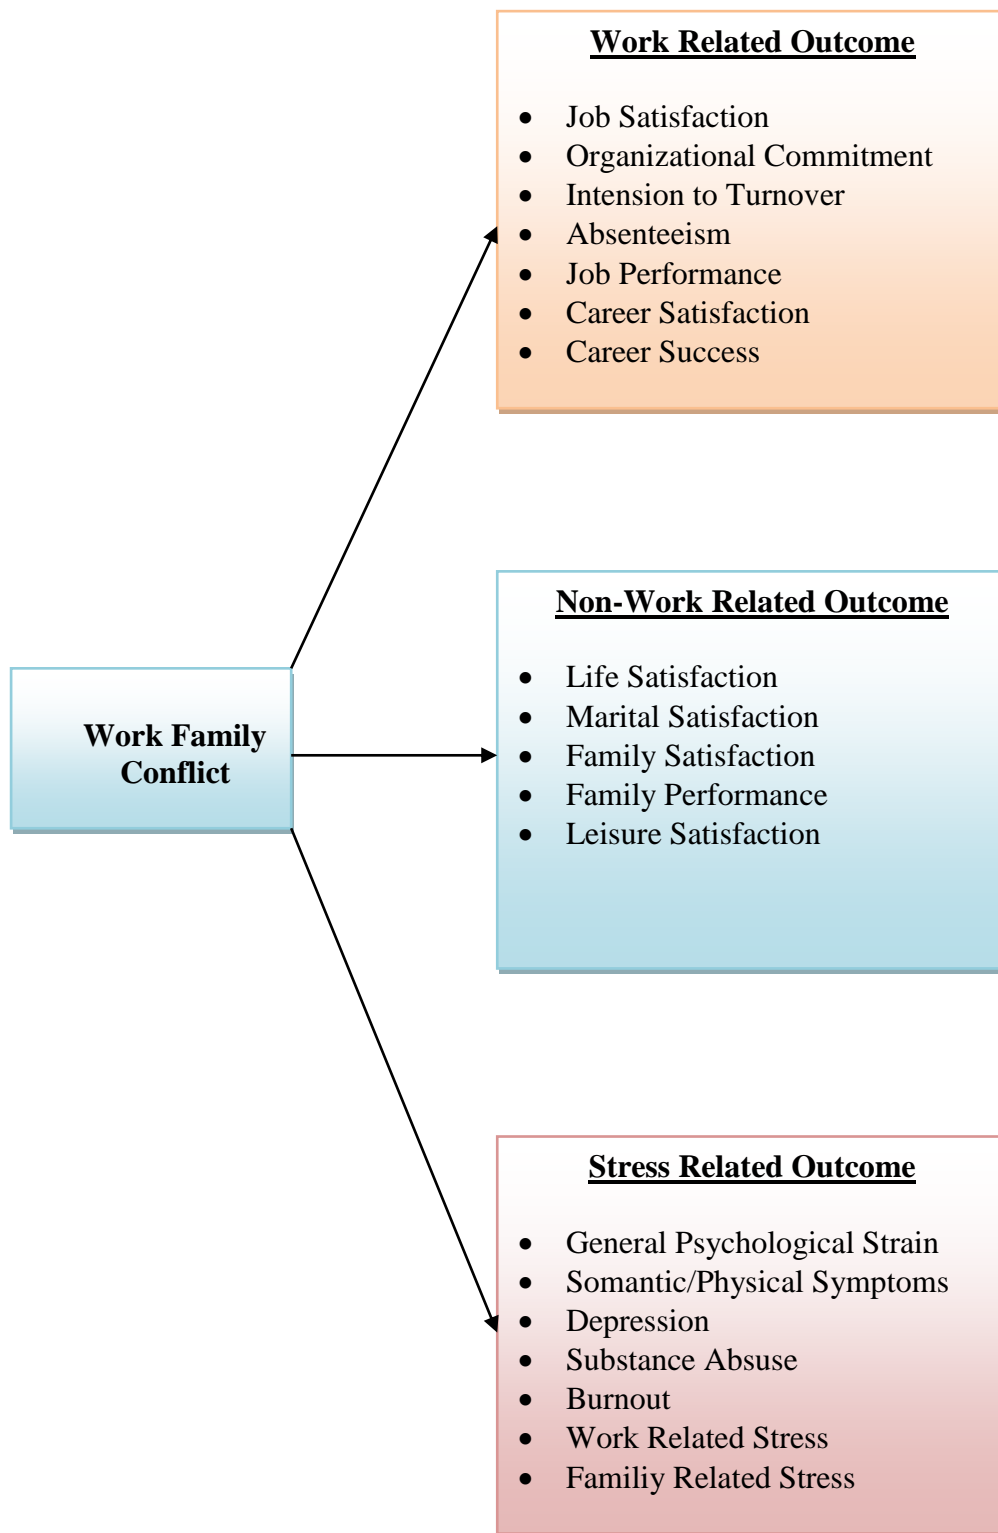 Work Related Outcome
• Job Satisfaction
• Organizational Commitment
• Intension to Turnover
• Absenteeism
• Job Performance
• Career Satisfaction
• Career Success
Non-Work Related Outcome
• Life Satisfaction
• Marital Satisfaction
• Family Satisfaction
• Family Performance
• Leisure Satisfaction
Work Family
Conflict
Stress Related Outcome
• General Psychological Strain
• Somantic/Physical Symptoms
• Depression
• Substance Absuse
• Burnout
• Work Related Stress
• Familiy Related Stress